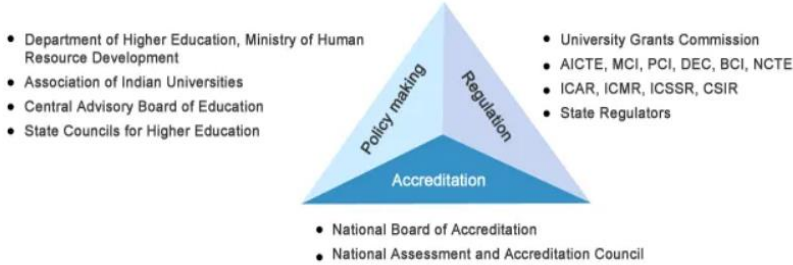 • Department of Higher Education, Ministry of Human
Resource Development
• Association of Indian Universities
• Central Advisory Board of Education
• State Councils for Higher Education
Policy making
Regulation
Accreditation
• University Grants Commission
• AICTE, MCI, PCI, DEC, BCI, NCTE
• ICAR, ICMR, ICSSR, CSIR
• State Regulators
• National Board of Accreditation
• National Assessment and Accreditation Council